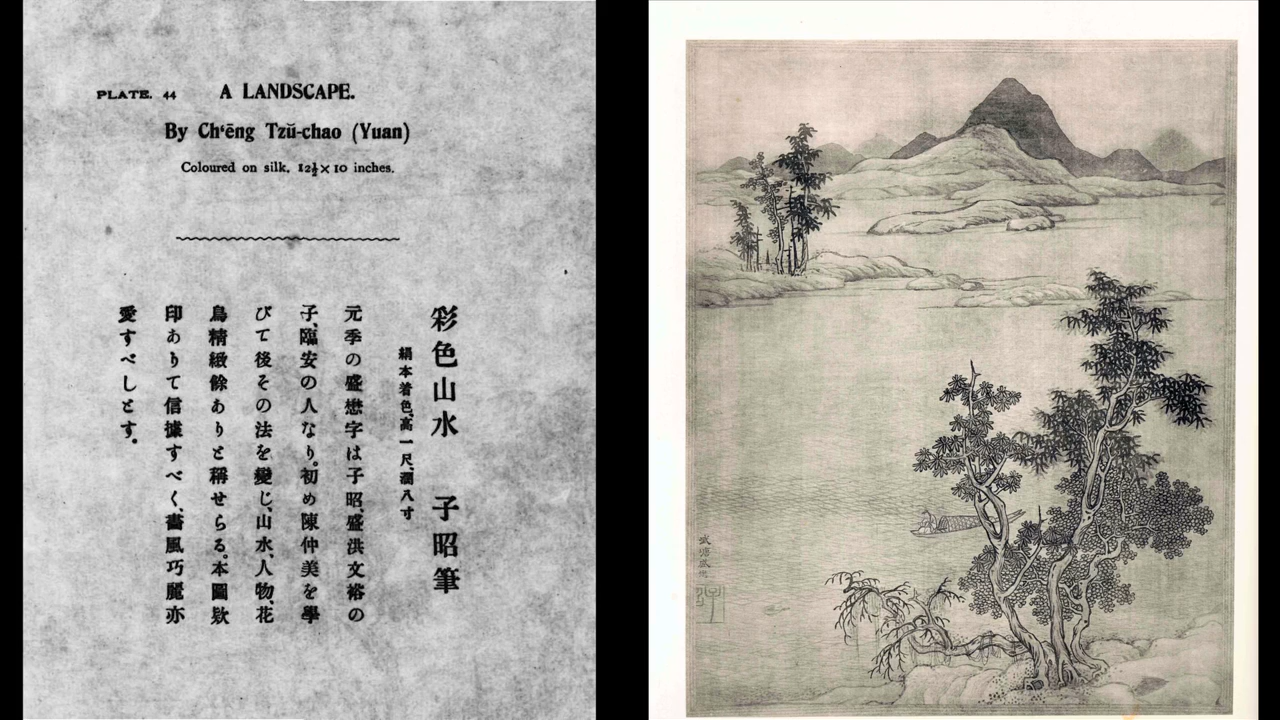 PLATE. 44 A LANDSCAPE.
By Ch‘êng Tzŭ-chao (Yuan)
Coloured on silk, 12½ × 10 inches.
彩色山水 子昭筆
絹本着色、高一尺、濶八寸
元季の盛懋字は子昭、盛洪文裕の
子、臨安の人なり。初め陳仲美を學
びて後その法を變じ、山水、人物、花
鳥精緻餘ありと稱せらる。本圖欵
印ありて信據すべく、畵風巧麗亦
愛すべしとす。
武塘盛